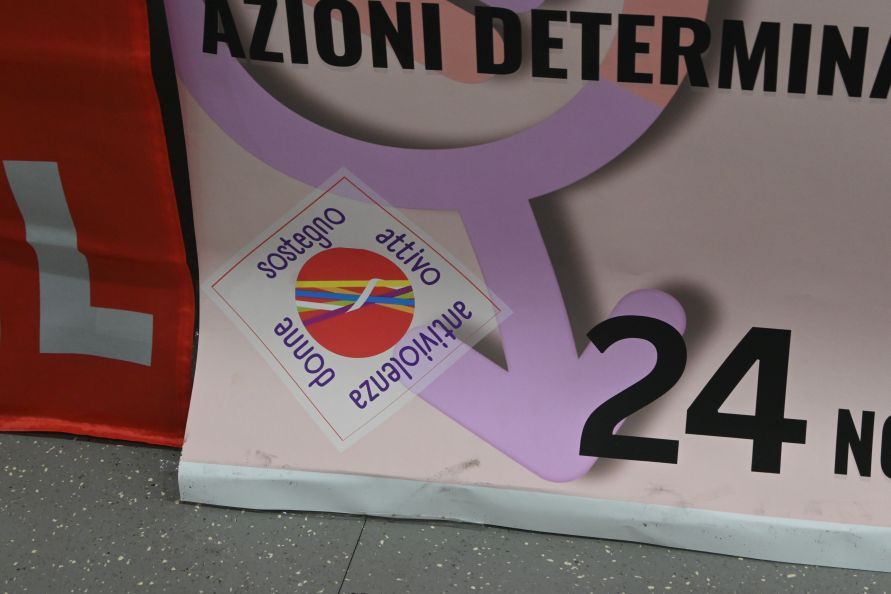 AZIONI DETERMINA
sostegno
attivo
donne
antiviolenza
24 NO
L